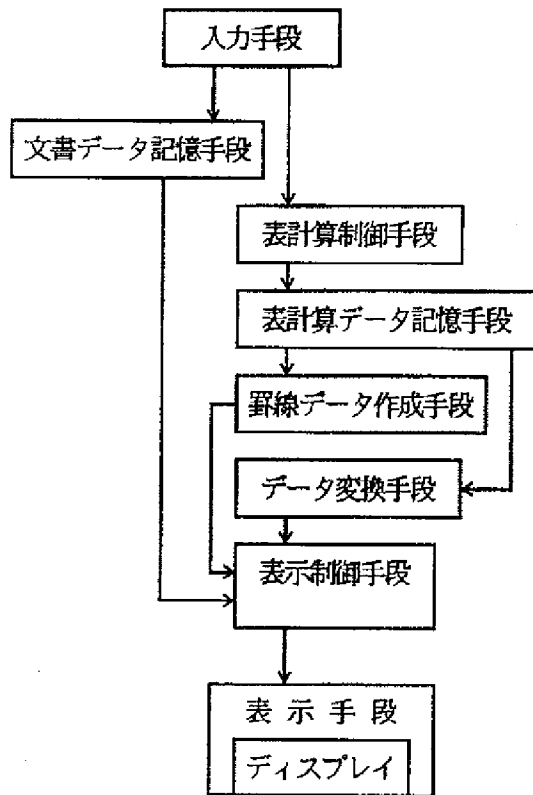 入力手段
文書データ記憶手段
表計算制御手段
表計算データ記憶手段
罫線データ作成手段
データ変換手段
表示制御手段
表示手段
ディスプレイ